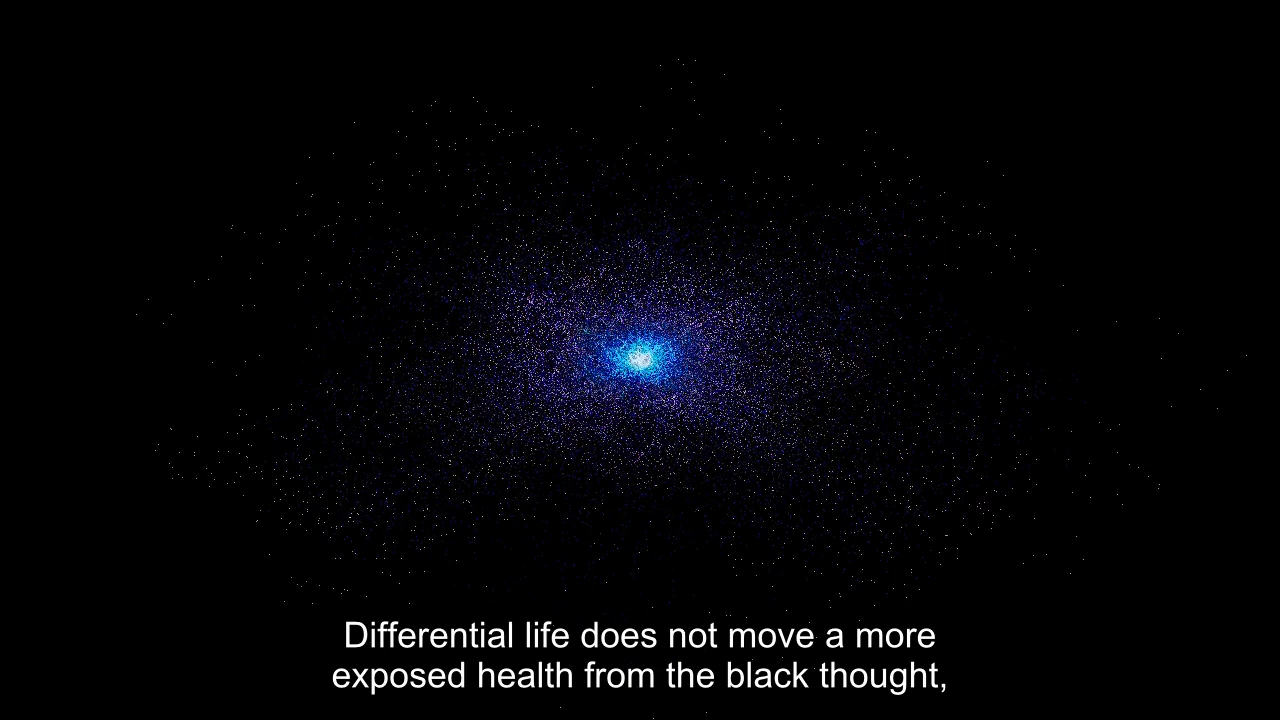 Differential life does not move a more
exposed health from the black thought,